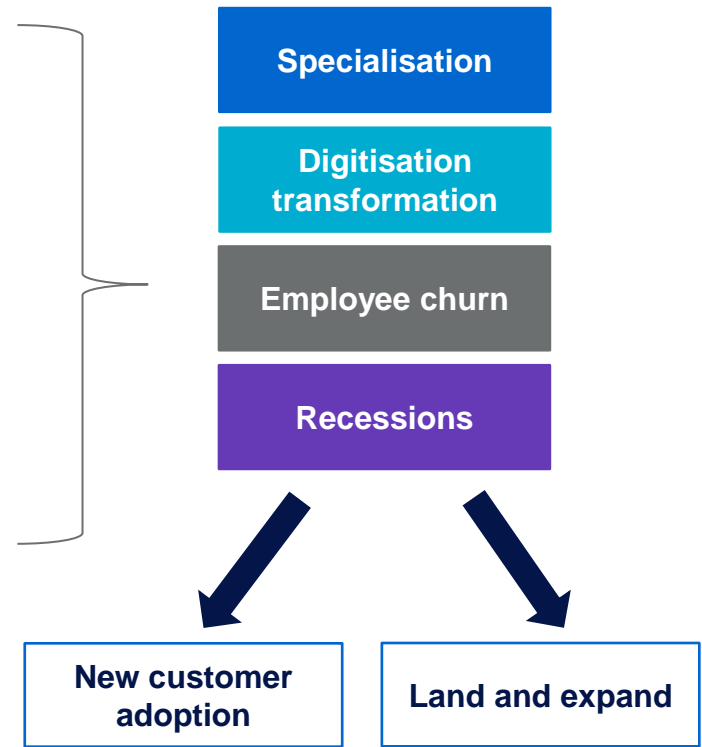 Specialisation
Digitisation
transformation
Employee churn
Recessions
New customer
adoption
Land and expand